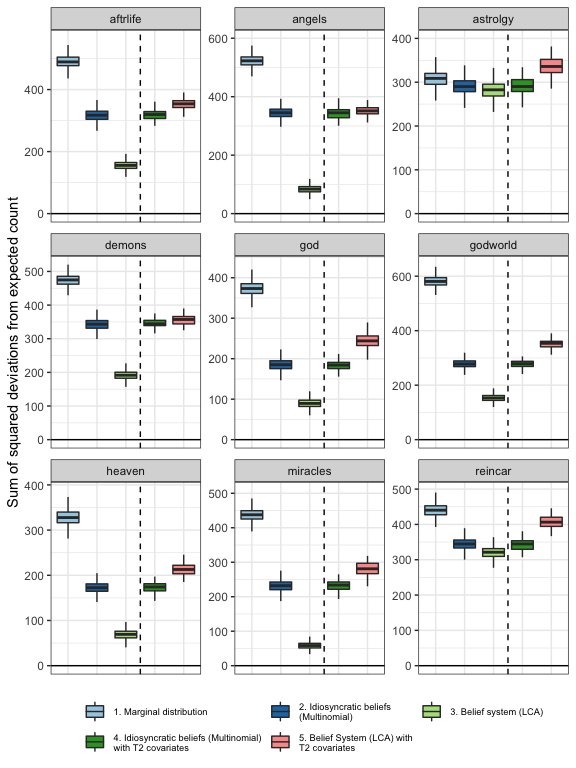 Sum of squared deviations from expected count
aftrlife
angels
astrolgy
400
200
0
600
400
200
0
400
300
200
100
0
demons
god
godworld
500
400
300
200
100
0
400
300
200
100
0
600
400
200
0
heaven
miracles
reincar
400
300
200
100
0
500
400
300
200
100
0
500
400
300
200
100
0
1. Marginal distribution
2. Idiosyncratic beliefs
(Multinomial)
3. Belief system (LCA)
4. Idiosyncratic beliefs (Multinomial)
with T2 covariates
5. Belief System (LCA) with
T2 covariates